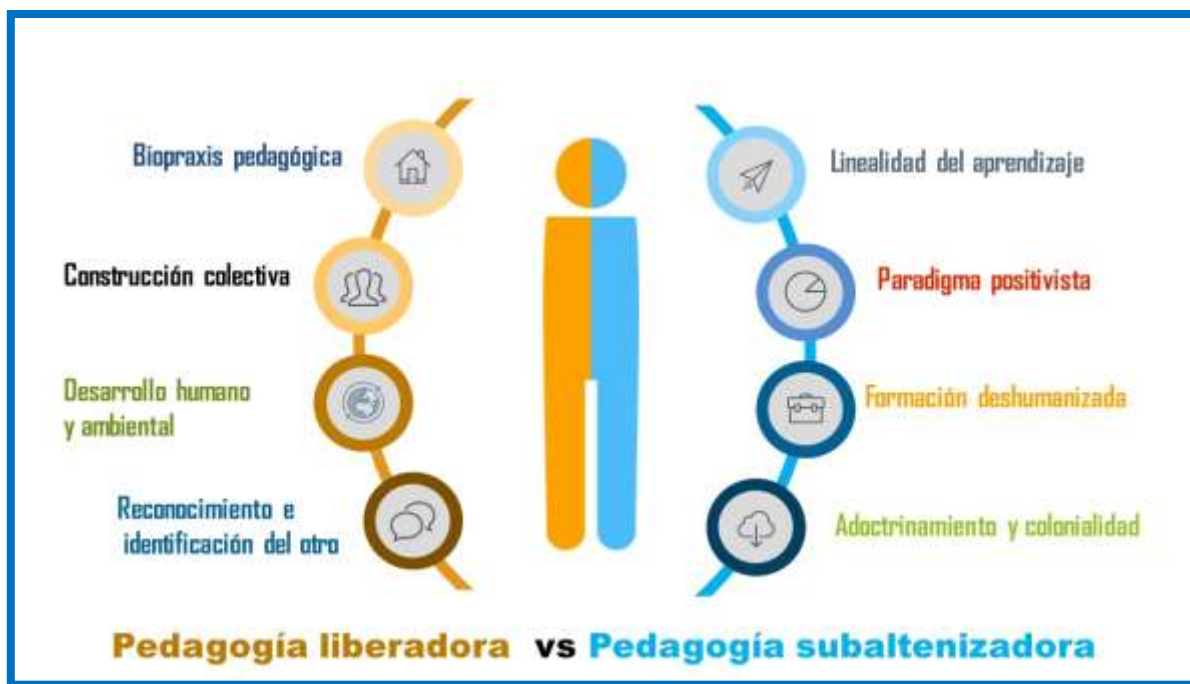 Biopraxis pedagógica
Construcción colectiva
Desarrollo humano
y ambiental
Reconocimiento e
identificación del otro
Linealidad del aprendizaje
Paradigma positivista
Formación deshumanizada
Adoctrinamiento y colonialidad
Pedagogía liberadora vs Pedagogía subaltenizadora